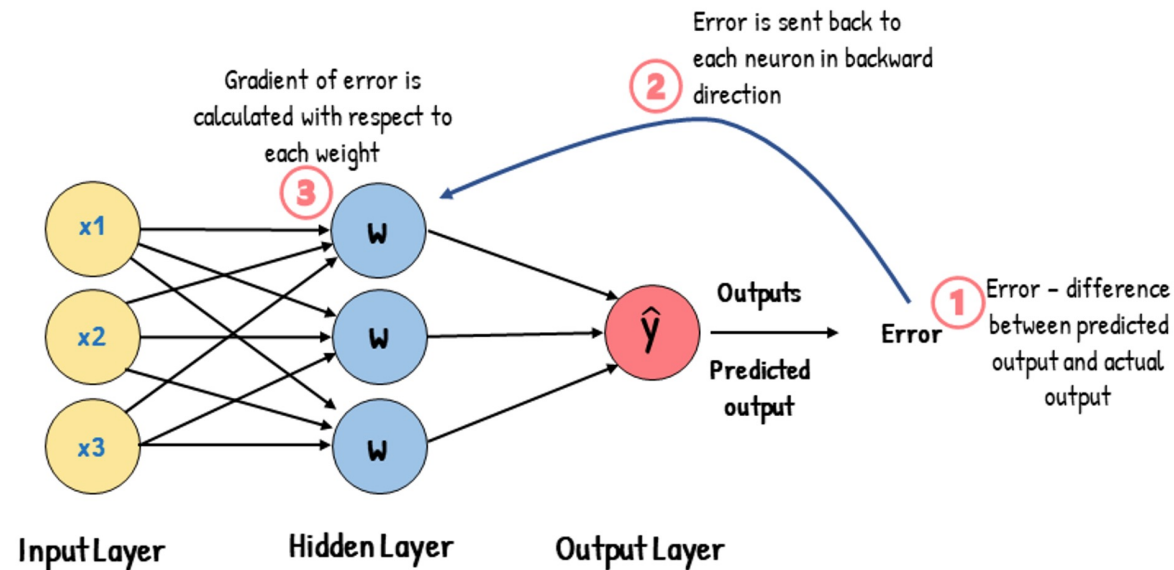 Error is sent back to
each neuron in backward
direction
2
Gradient of error is
calculated with respect to
each weight
3
x1
w
x2
w
x3
w
ŷ
Outputs
Predicted
output
Error
1
Error – difference
between predicted
output and actual
output
Input Layer
Hidden Layer
Output Layer